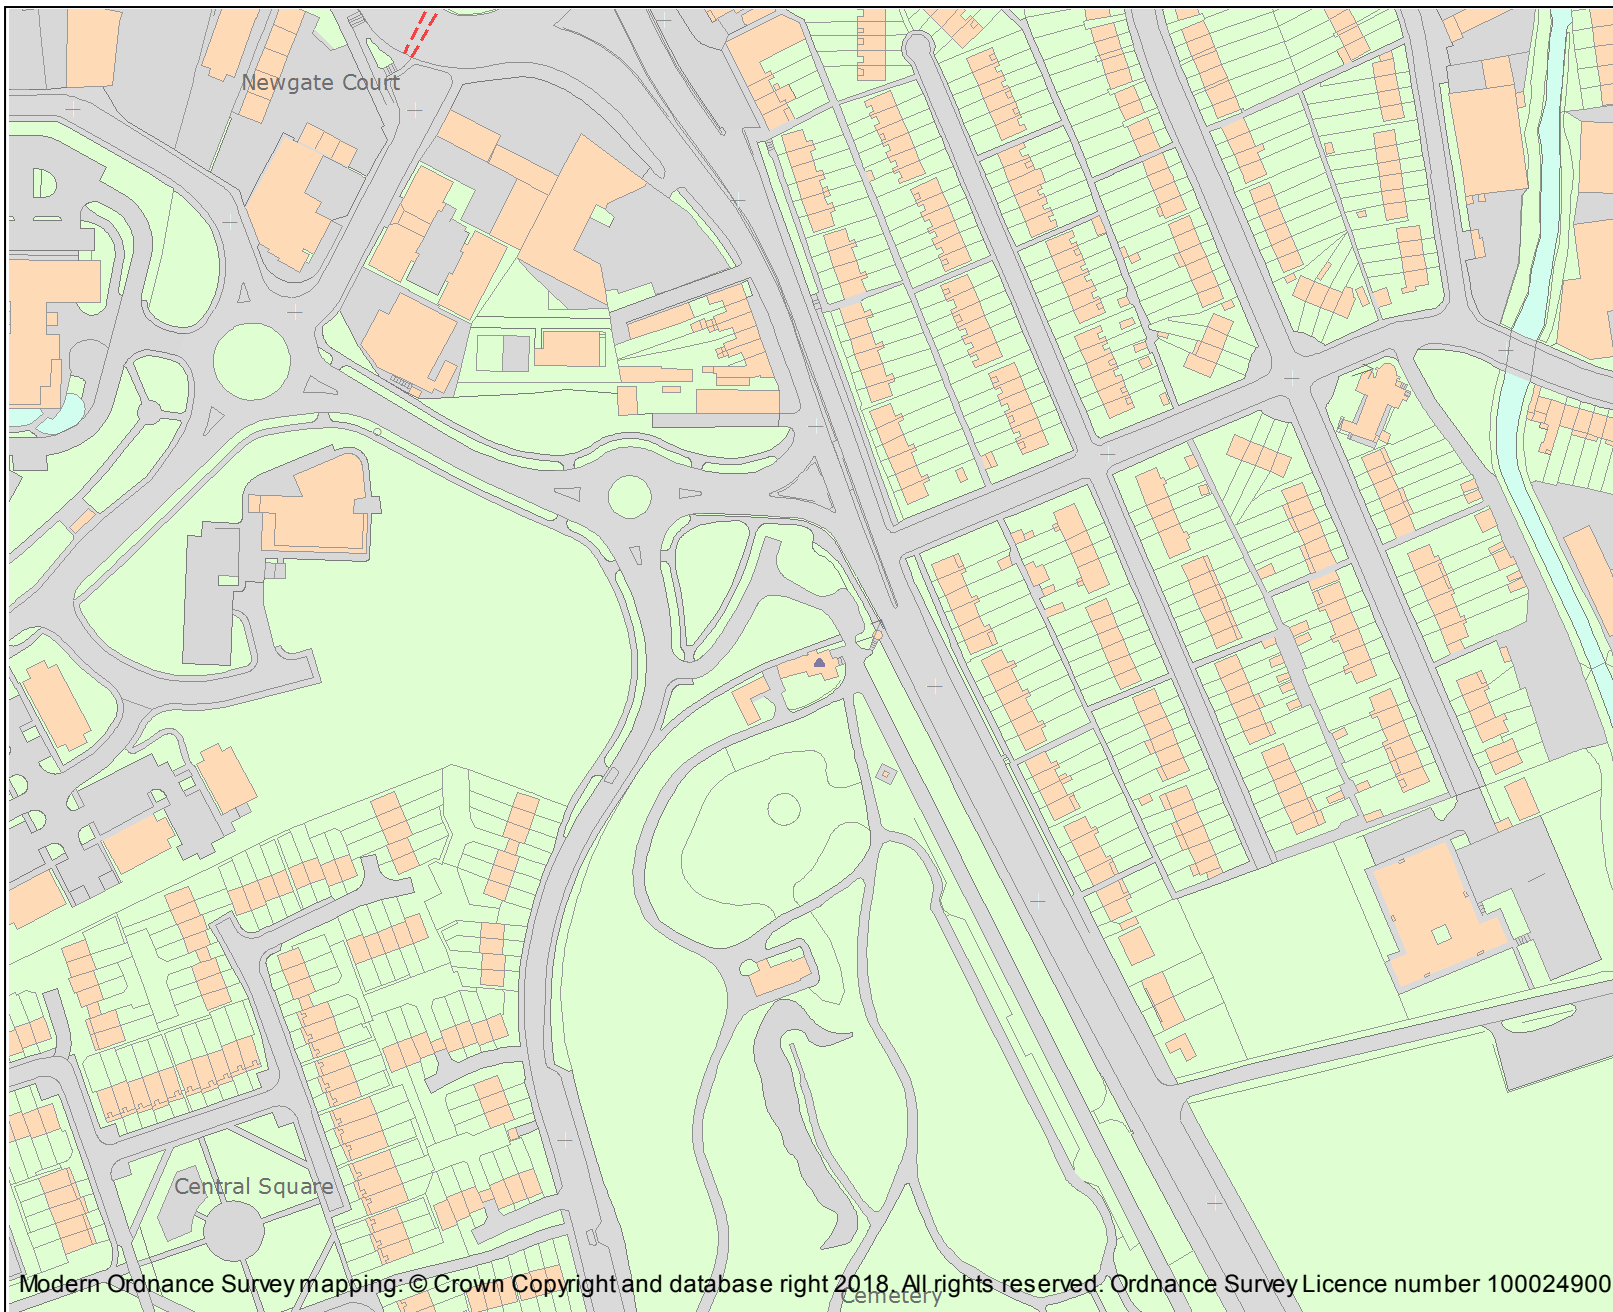 Newgate Court
Central Square
Modern Ordnance Survey mapping: © Crown Copyright and database right 2018. All rights reserved. Ordnance Survey Licence number 100024900
Cemetery